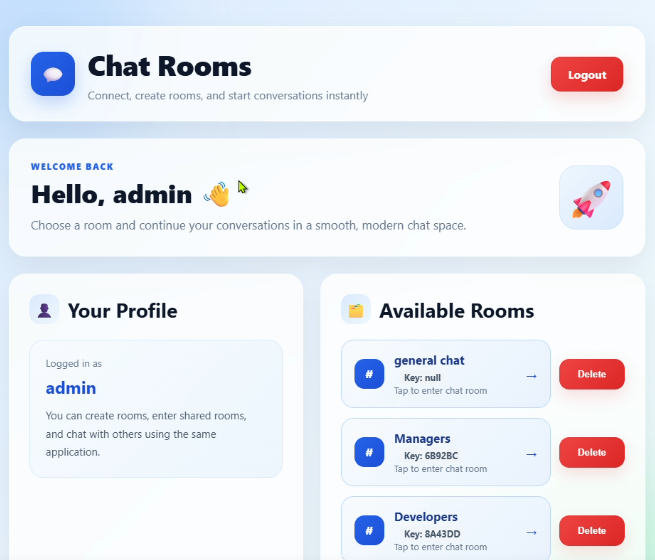 Chat Rooms
Connect, create rooms, and start conversations instantly
Logout
WELCOME BACK
Hello, admin 👋
Choose a room and continue your conversations in a smooth, modern chat space.
Your Profile
Logged in as
admin
You can create rooms, enter shared rooms,
and chat with others using the same
application.
Available Rooms
#
general chat
Key: null
Tap to enter chat room
→
Delete
#
Managers
Key: 6B92BC
Tap to enter chat room
→
Delete
#
Developers
Key: 8A43DD
Tap to enter chat room
→
Delete